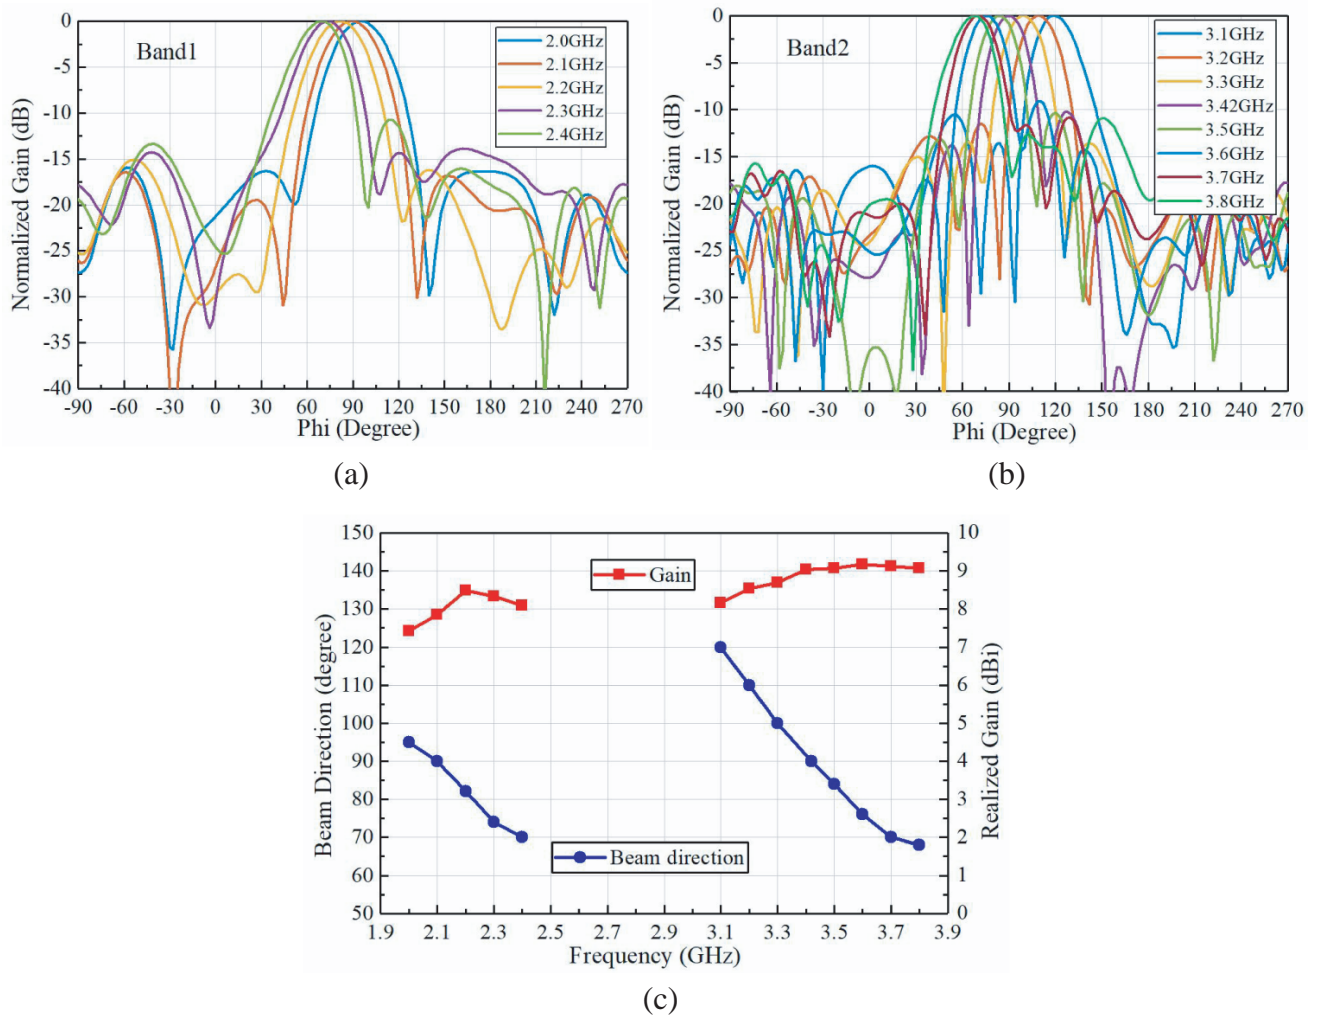 Band1
2.0GHz
2.1GHz
2.2GHz
2.3GHz
2.4GHz
Normalized Gain (dB)
0
-5
-10
-15
-20
-25
-30
-35
-40
-90 -60 -30 0 30 60 90 120 150 180 210 240 270
Phi (Degree)
(a)
Band2
3.1GHz
3.2GHz
3.3GHz
3.42GHz
3.5GHz
3.6GHz
3.7GHz
3.8GHz
Normalized Gain (dB)
0
-5
-10
-15
-20
-25
-30
-35
-40
-90 -60 -30 0 30 60 90 120 150 180 210 240 270
Phi (Degree)
(b)
Gain
Beam direction
Beam Direction (degree)
150
140
130
120
110
100
90
80
70
60
50
10
9
8
7
6
5
4
3
2
1
0
Realized Gain (dBi)
1.9 2.1 2.3 2.5 2.7 2.9 3.1 3.3 3.5 3.7 3.9
Frequency (GHz)
(c)